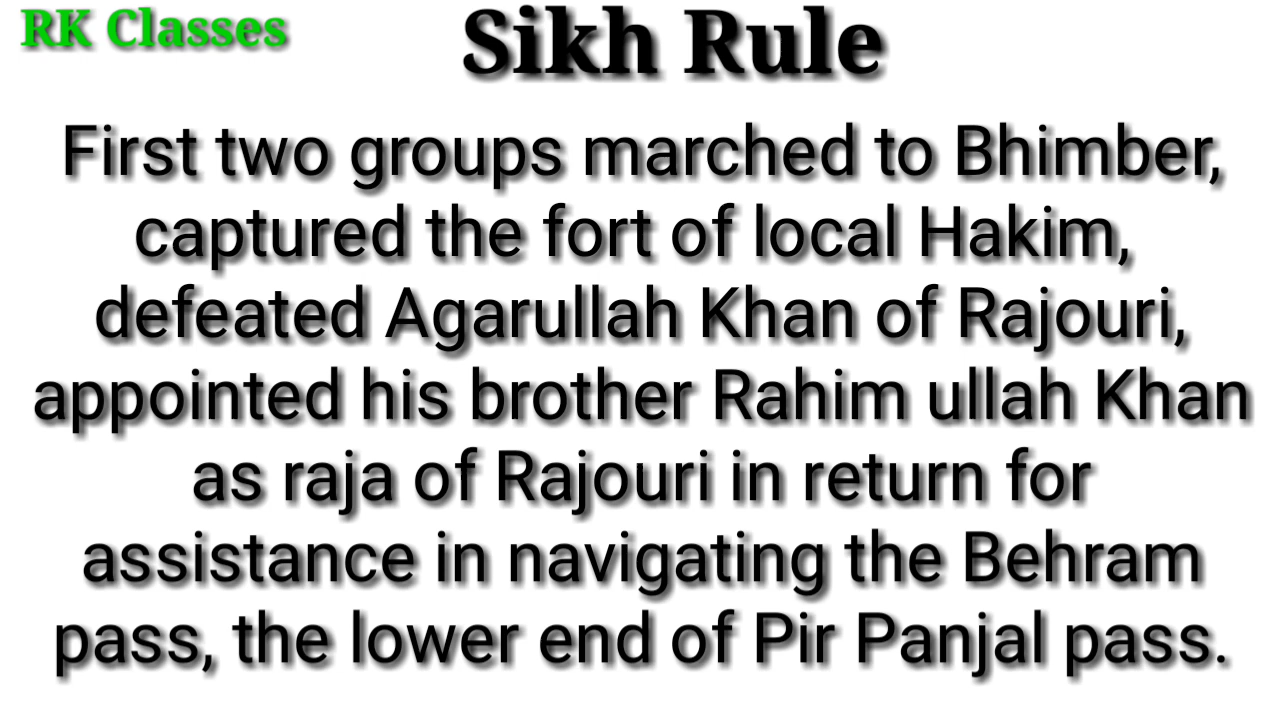 RK Classes
Sikh Rule
First two groups marched to Bhimber,
captured the fort of local Hakim,
defeated Agarullah Khan of Rajouri,
appointed his brother Rahim ullah Khan
as raja of Rajouri in return for
assistance in navigating the Behram
pass, the lower end of Pir Panjal pass.